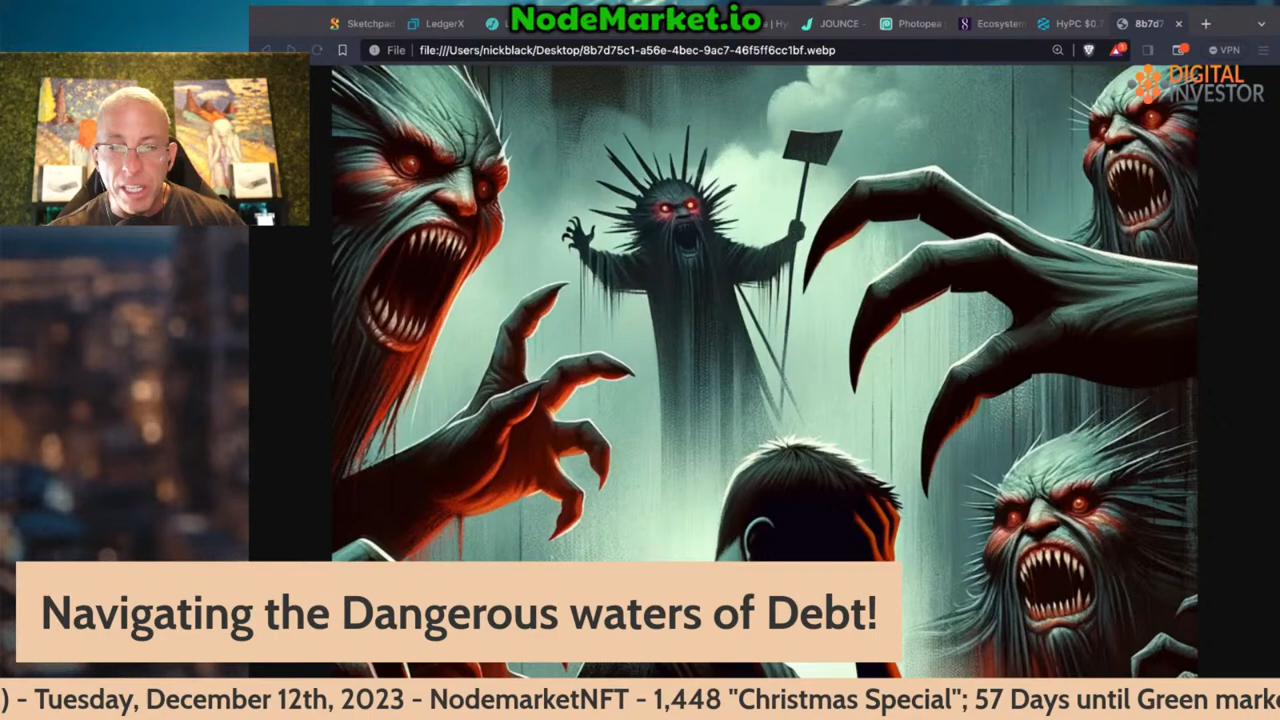 NodeMarket.io
Sketchpad
LedgerX
JOUNCE -
Photopea
Ecosystem
HyPC $0.
8b7d7
File
file:///Users/nickblack/Desktop/8b7d75c1-a56e-4bec-9ac7-46f5ff6cc1bf.webp
VPN
DIGITAL
INVESTOR
Navigating the Dangerous waters of Debt!
) - Tuesday, December 12th, 2023 - NodemarketNFT - 1,448 "Christmas Special"; 57 Days until Green marke